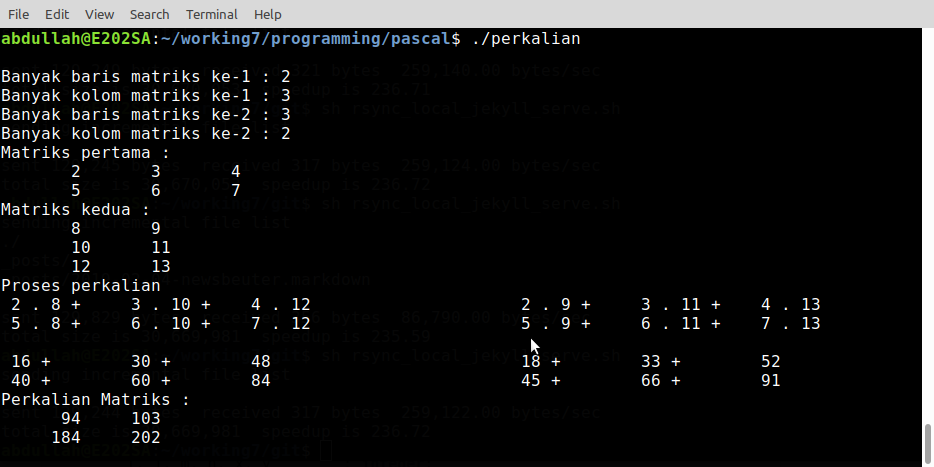 File Edit View Search Terminal Help
abdullah@E202SA:~/working7/programming/pascal$ ./perkalian
Banyak baris matriks ke-1 : 2
Banyak kolom matriks ke-1 : 3
Banyak baris matriks ke-2 : 3
Banyak kolom matriks ke-2 : 2
Matriks pertama :
2 3 4
5 6 7
Matriks kedua :
8 9
10 11
12 13
Proses perkalian
2 . 8 + 3 . 10 + 4 . 12 2 . 9 + 3 . 11 + 4 . 13
5 . 8 + 6 . 10 + 7 . 12 5 . 9 + 6 . 11 + 7 . 13
16 + 30 + 48 18 + 33 + 52
40 + 60 + 84 45 + 66 + 91
Perkalian Matriks :
94 103
184 202